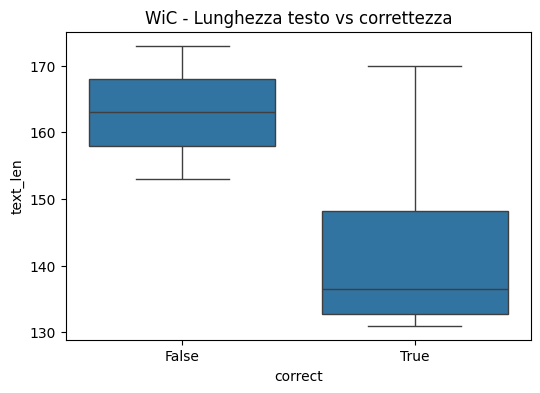 WiC - Lunghezza testo vs correttezza
170
160
150
140
130
text_len
False
True
correct